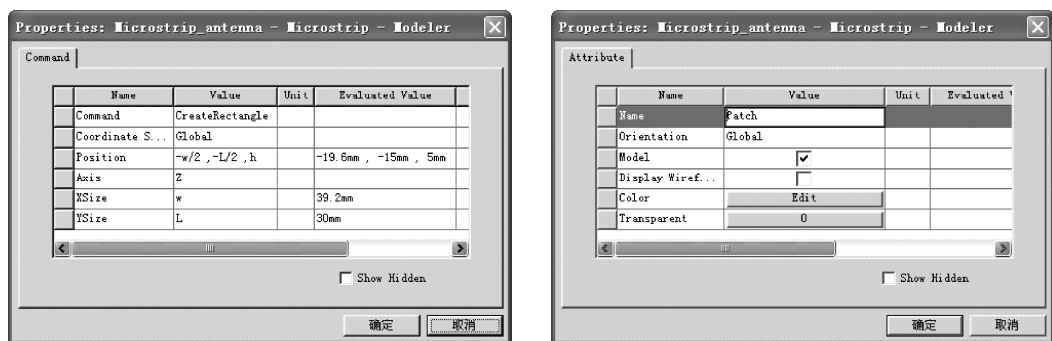 Properties: Microstrip_antenna - Microstrip - Modeler
Command
Name Value Unit Evaluated Value
Command CreateRectangle
Coordinate S... Global
Position -w/2 ,-L/2 ,h -19.6mm , -15mm , 5mm
Axis Z
XSize w 39.2mm
YSize L 30mm
Show Hidden
确定 取消
Properties: Microstrip_antenna - Microstrip - Modeler
Attribute
Name Value Unit Evaluated
Name Patch
Orientation Global
Model
Display Wiref...
Color Edit
Transparent 0
Show Hidden
确定 取消